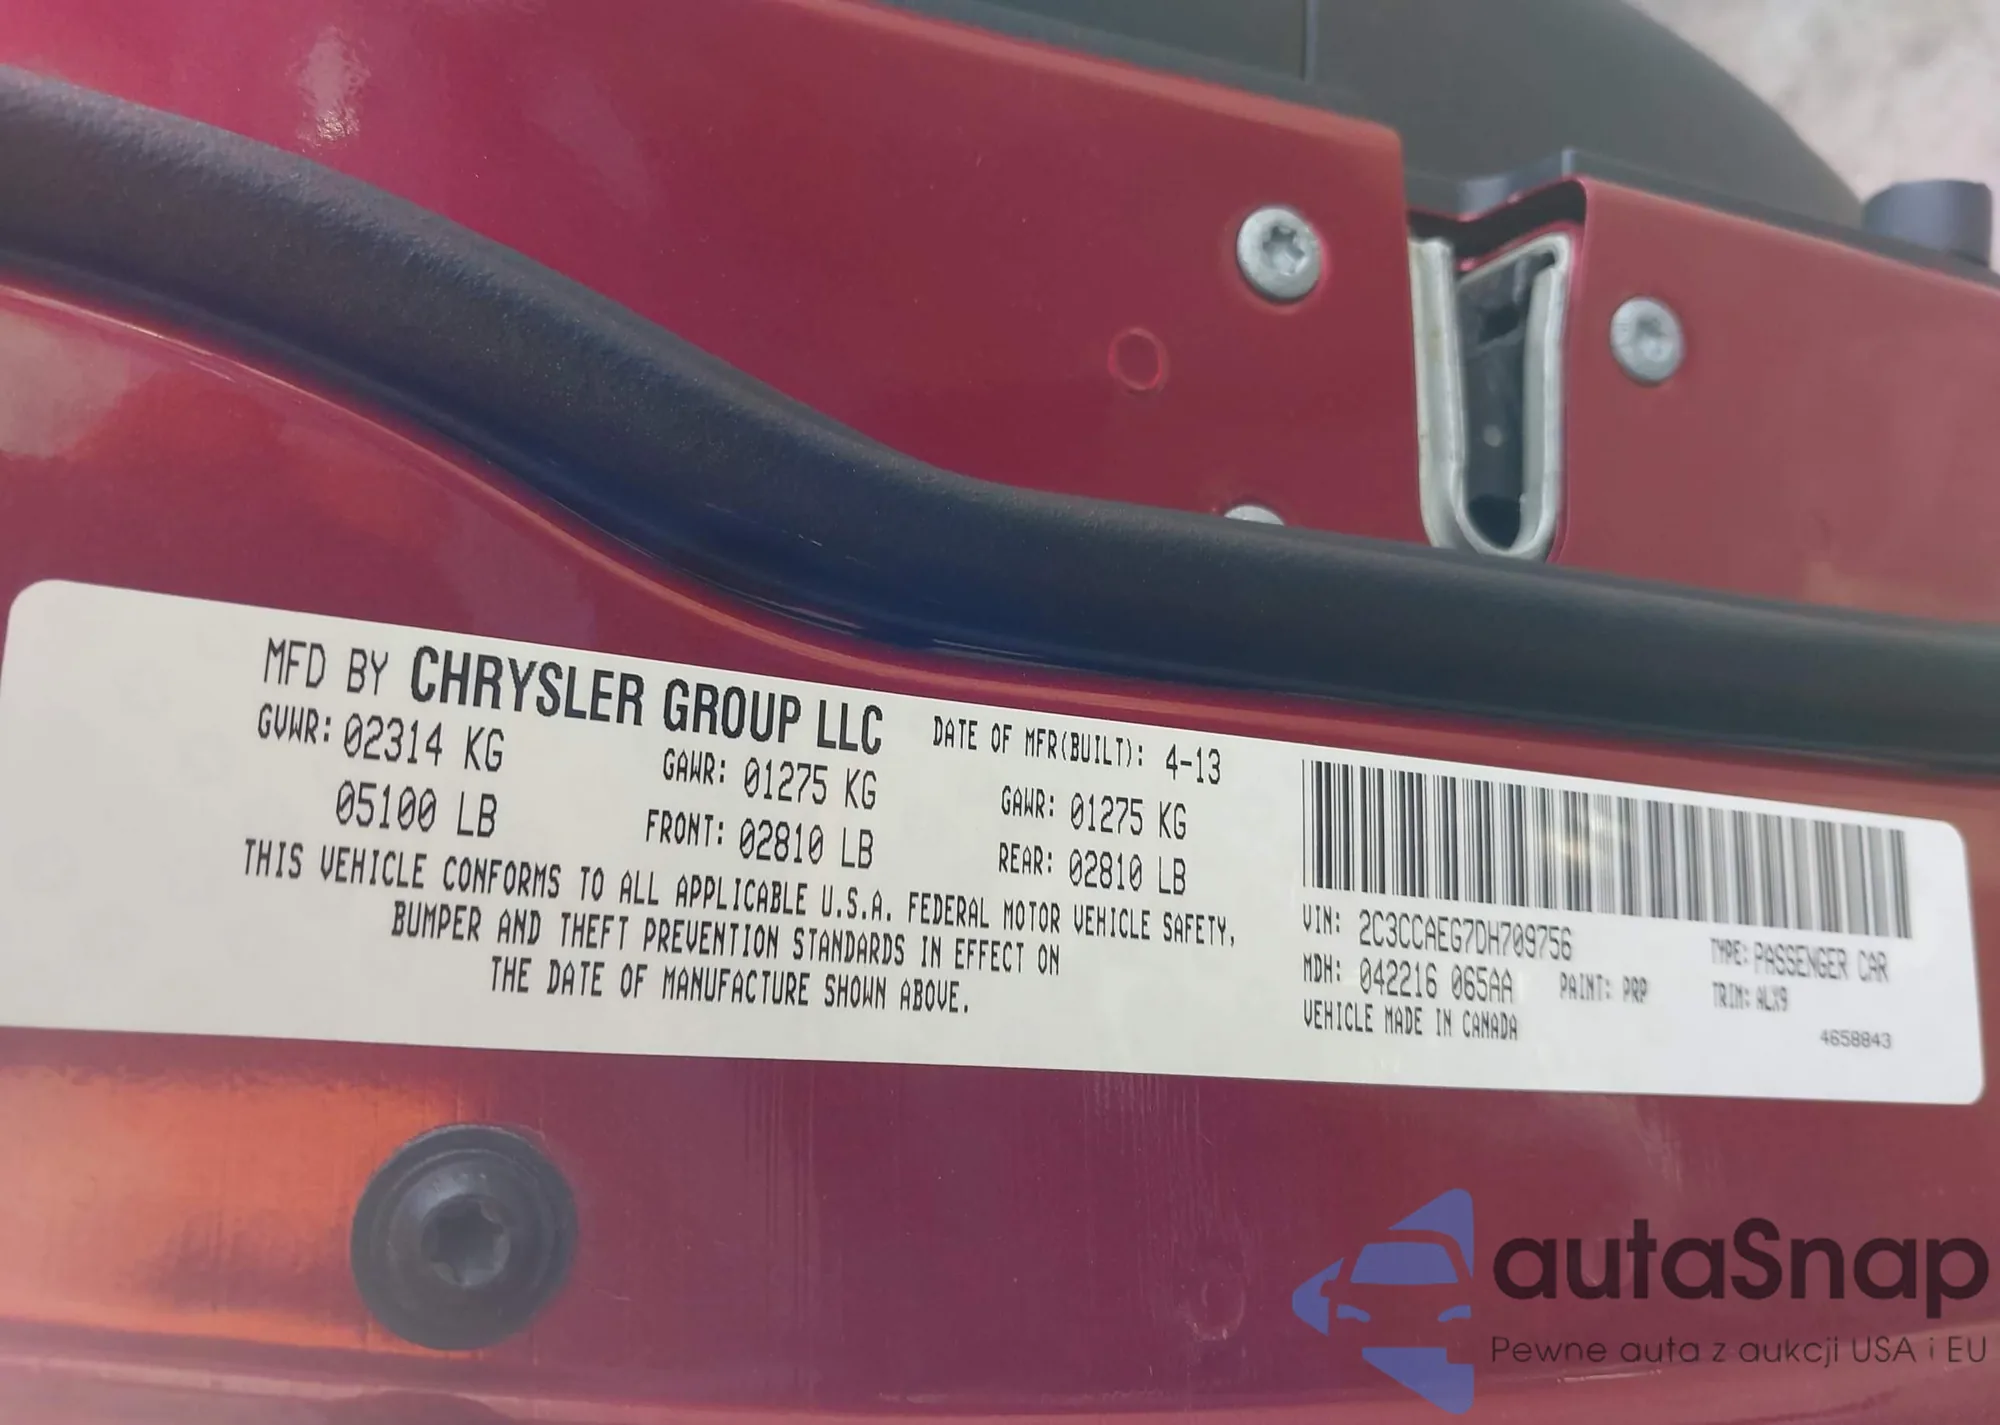 MFD BY CHRYSLER GROUP LLC DATE OF MFR(BUILT): 4-13
GVWR: 02314 KG GAWR: 01275 KG GAWR: 01275 KG
05100 LB FRONT: 02810 LB REAR: 02810 LB
THIS VEHICLE CONFORMS TO ALL APPLICABLE U.S.A. FEDERAL MOTOR VEHICLE SAFETY,
BUMPER AND THEFT PREVENTION STANDARDS IN EFFECT ON
THE DATE OF MANUFACTURE SHOWN ABOVE.
VIN: 2C3CCAEG7DH709756 TYPE: PASSENGER CAR
MDH: 042216 065AA PAINT: PRP TRIM: ALX9
VEHICLE MADE IN CANADA
4658843
autaSnap
Pewne auta z aukcji USA i EU